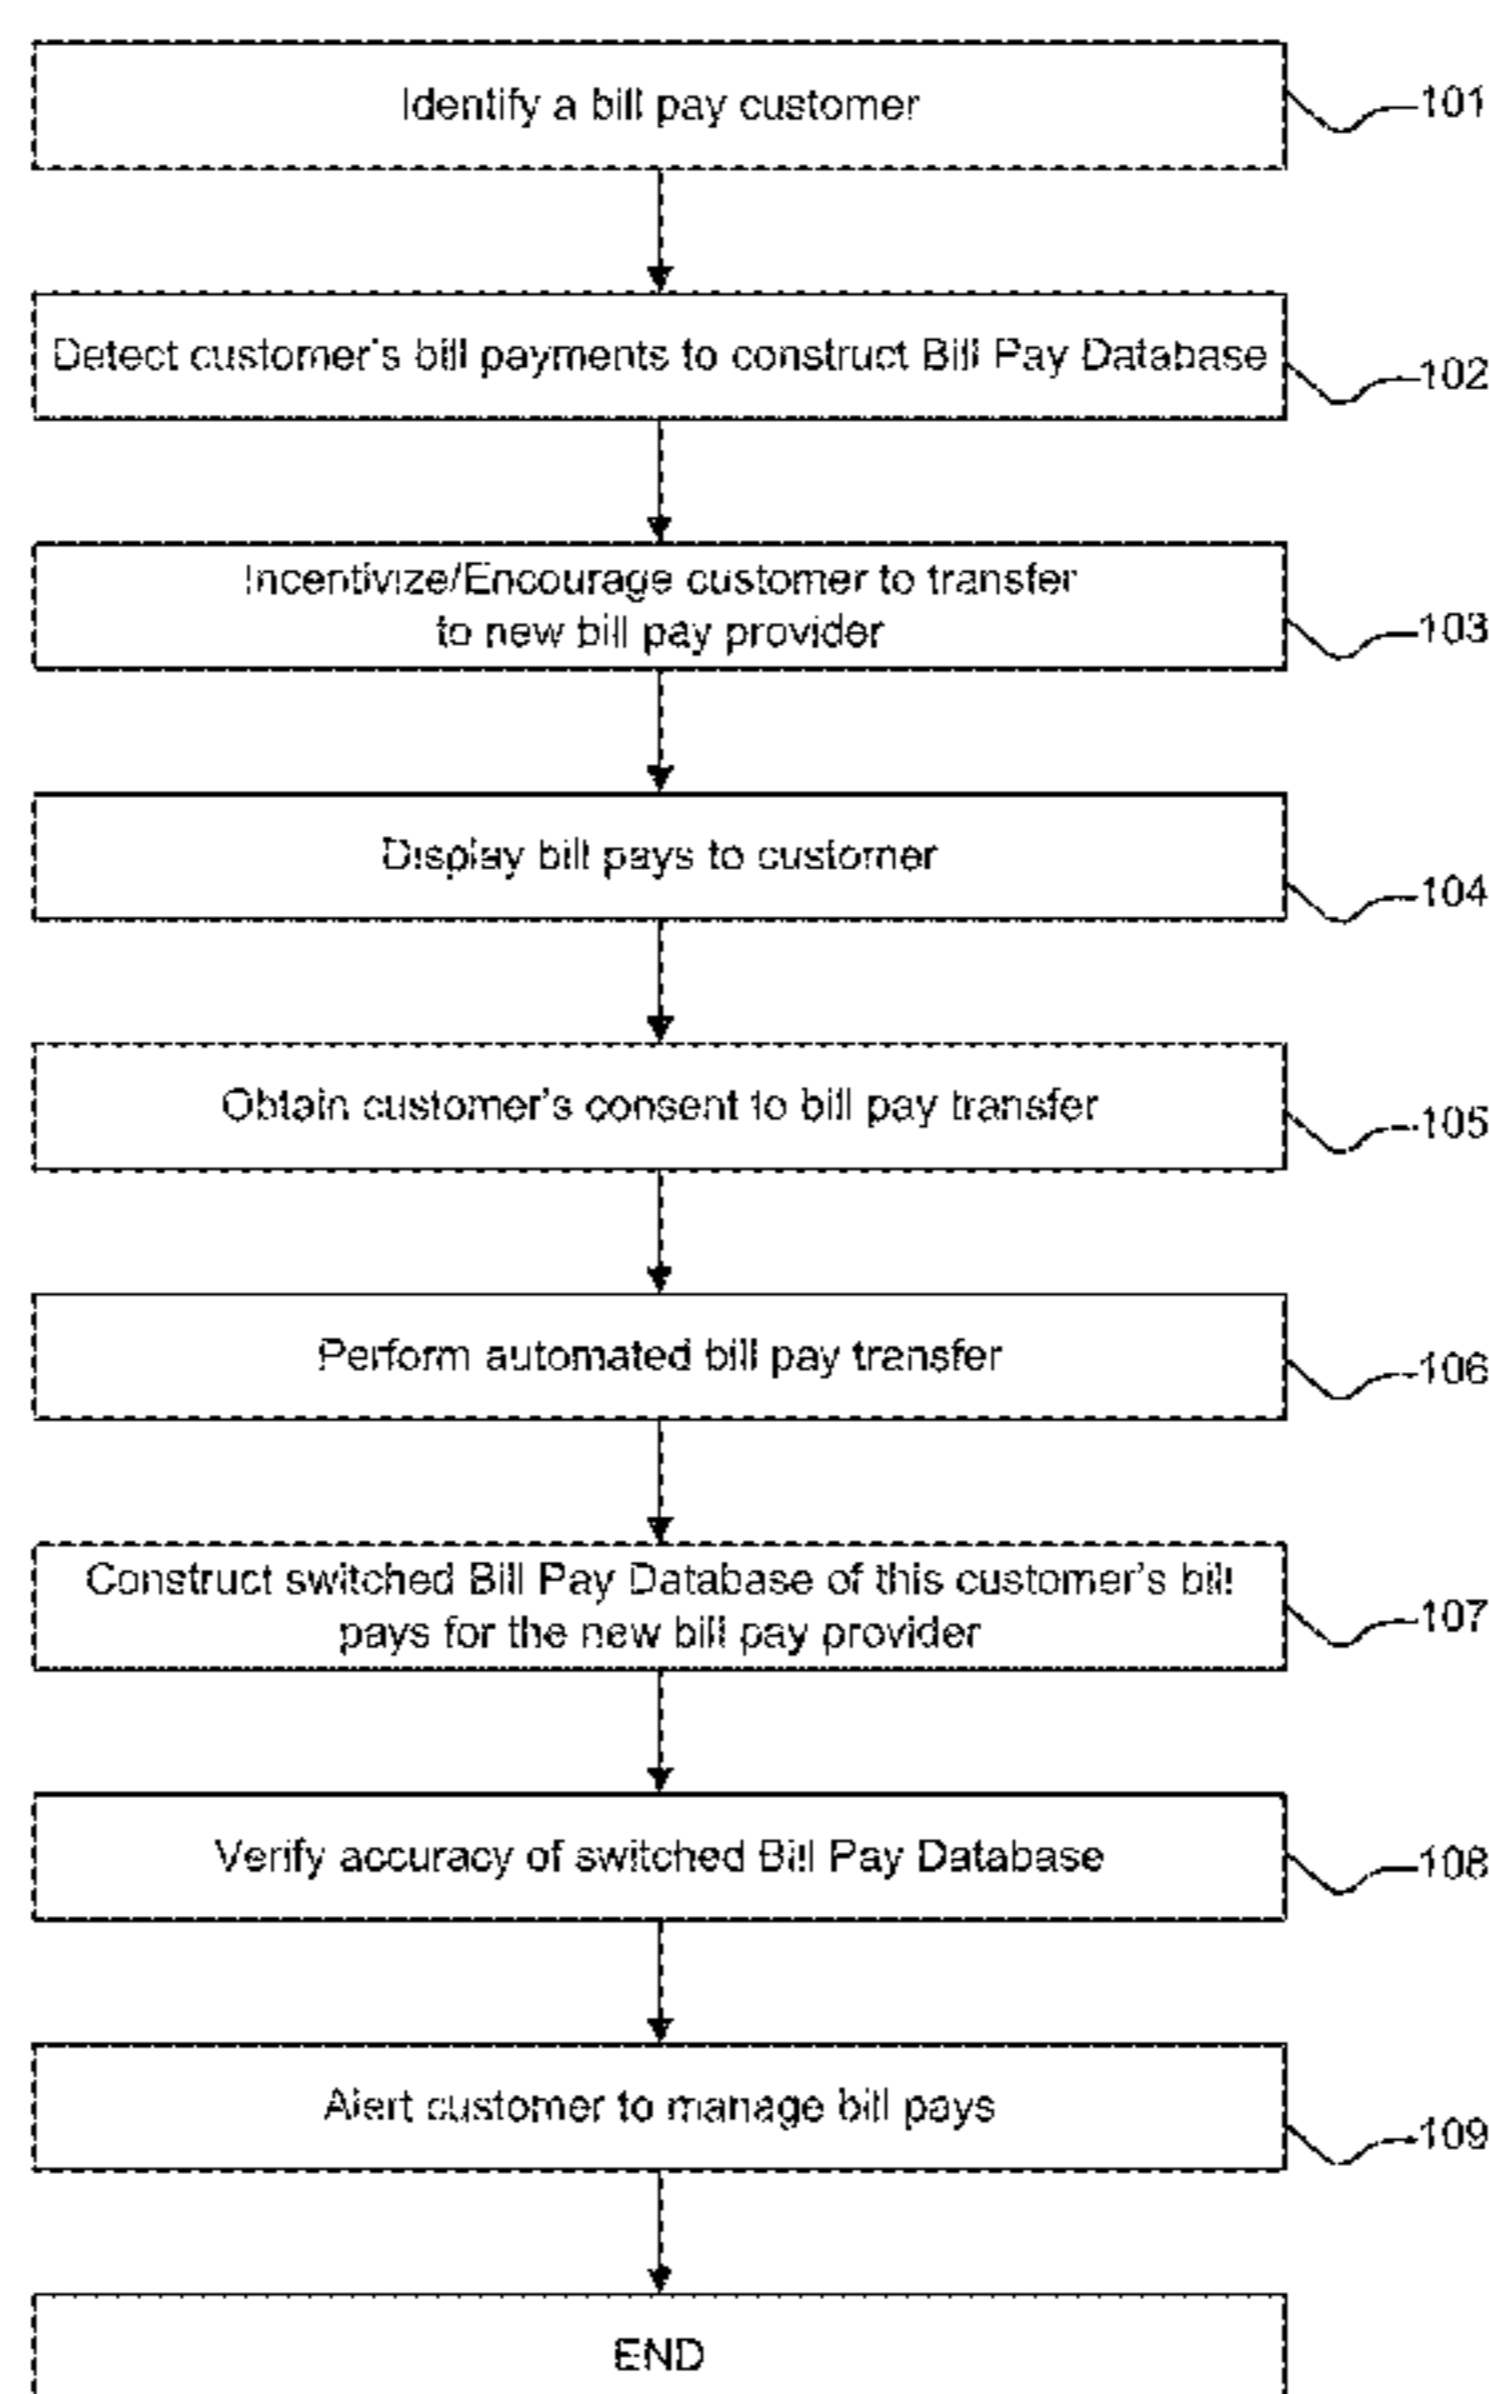 Identify a bill pay customer
101
Detect customer's bill payments to construct Bill Pay Database
102
Incentivize/Encourage customer to transfer
to new bill pay provider
103
Display bill pays to customer
104
Obtain customer's consent to bill pay transfer
105
Perform automated bill pay transfer
106
Construct switched Bill Pay Database of this customer's bill
pays for the new bill pay provider
107
Verify accuracy of switched Bill Pay Database
108
Alert customer to manage bill pays
109
END